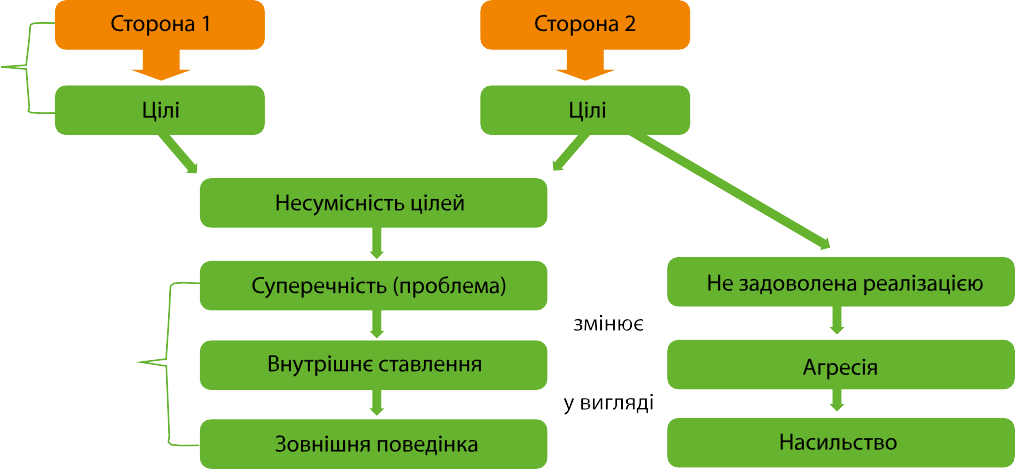 Сторона 1
Сторона 2
Цілі
Цілі
Несумісність цілей
Суперечність (проблема)
Не задоволена реалізацією
змінює
Внутрішнє ставлення
Агресія
у вигляді
Зовнішня поведінка
Насильство